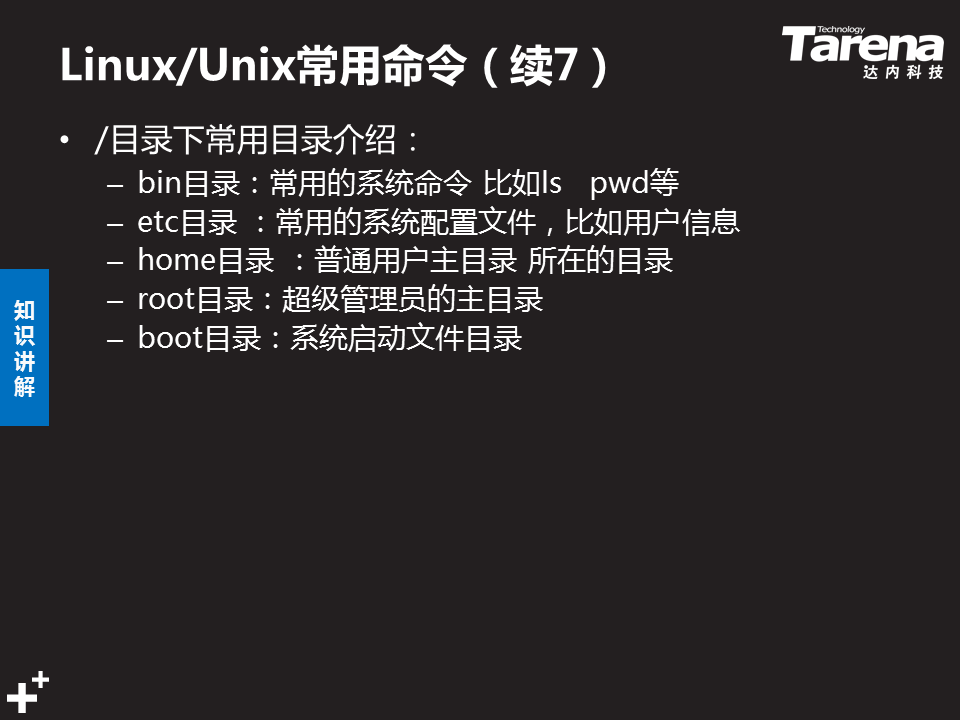 Linux/Unix常用命令（续7）
Technology
Tarena
达内科技
• /目录下常用目录介绍：
– bin目录：常用的系统命令 比如ls pwd等
– etc目录 ：常用的系统配置文件，比如用户信息
– home目录 ：普通用户主目录 所在的目录
– root目录：超级管理员的主目录
– boot目录：系统启动文件目录
知
识
讲
解